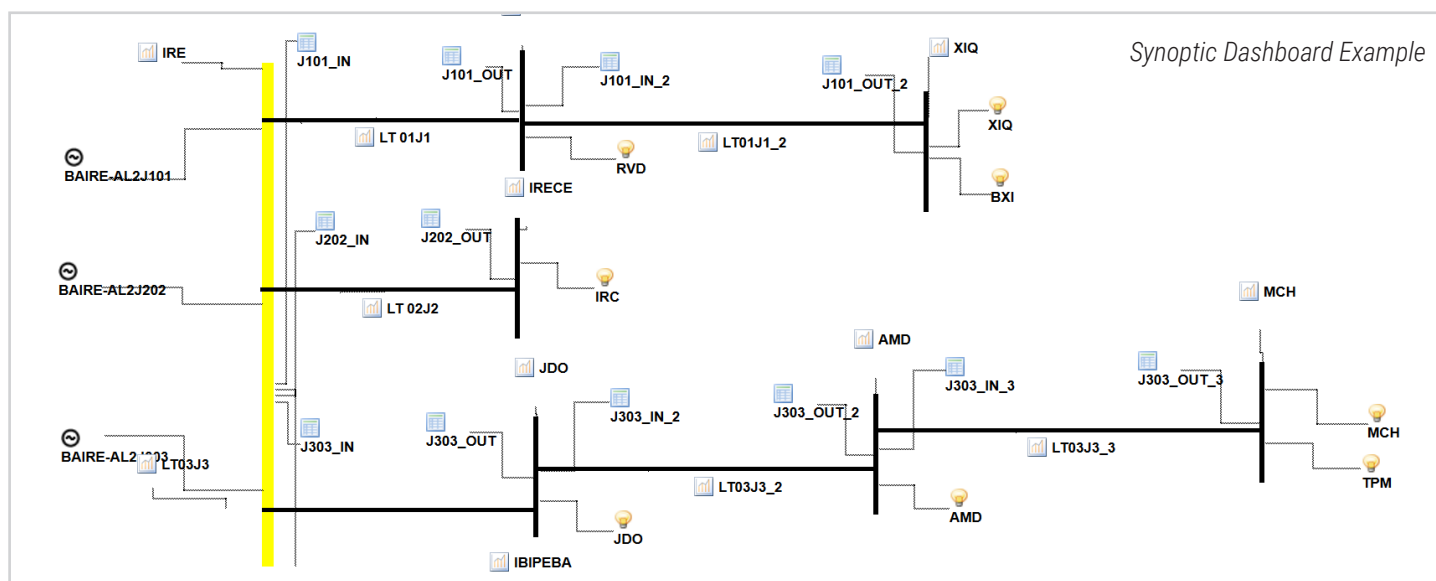 Synoptic Dashboard Example
IRE
J101_IN
J101_OUT
J101_IN_2
J101_OUT_2
XIQ
XIQ
LT 01J1
LT01J1_2
RVD
BXI
BAIRE-AL2J101
IRECE
J202_IN
J202_OUT
BAIRE-AL2J202
IRC
LT 02J2
MCH
JDO
AMD
J303_IN_2
J303_OUT_2
J303_IN_3
J303_OUT_3
J303_IN
J303_OUT
MCH
BAIRE-AL2J303
LT03J3
LT03J3_3
LT03J3_2
TPM
AMD
JDO
IBIPEBA